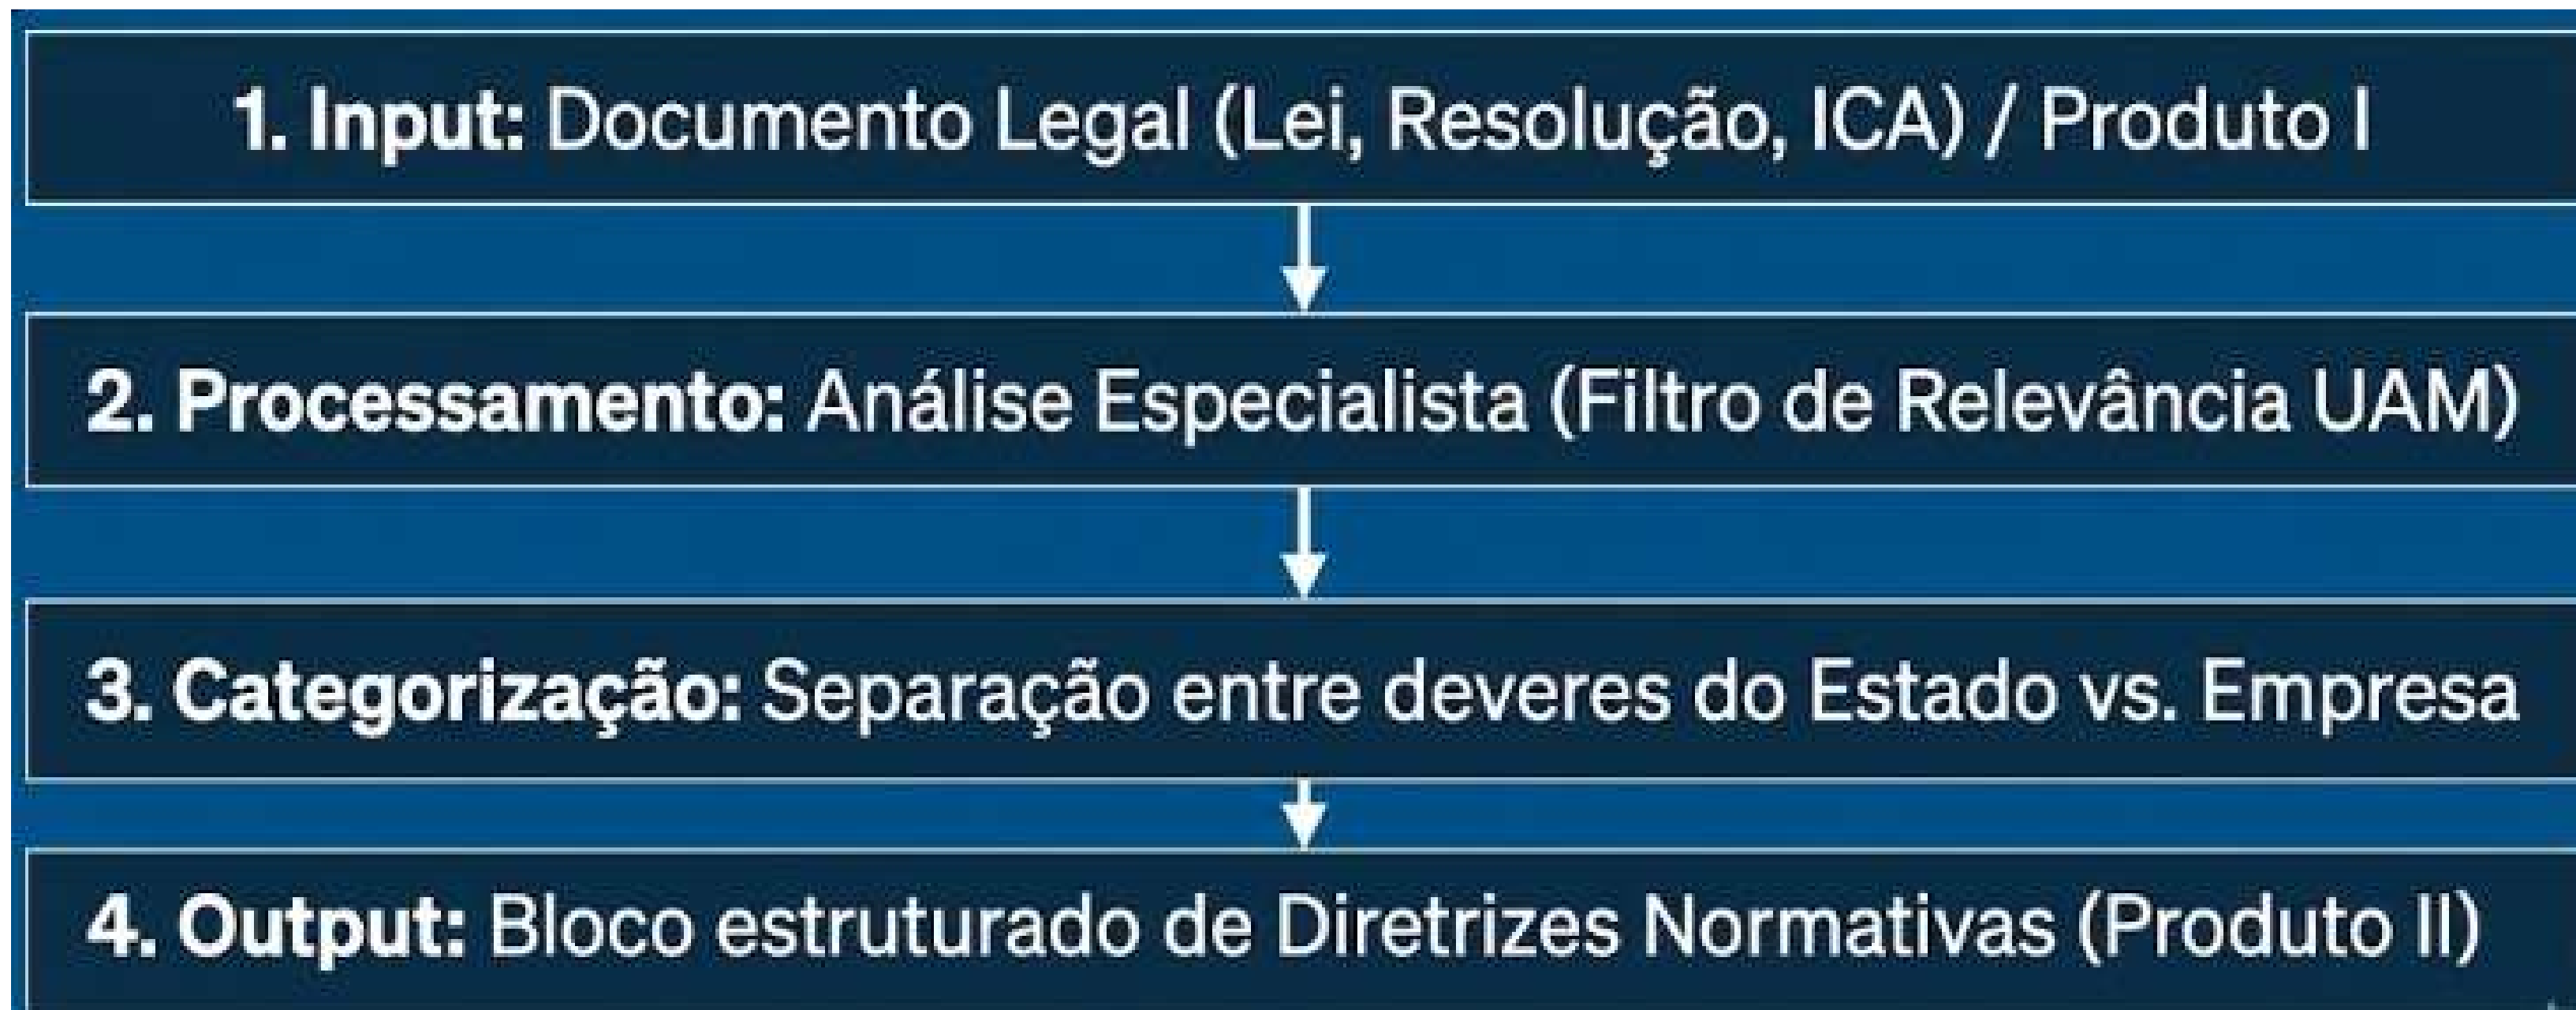 1. Input: Documento Legal (Lei, Resolução, ICA) / Produto I
2. Processamento: Análise Especialista (Filtro de Relevância UAM)
3. Categorização: Separação entre deveres do Estado vs. Empresa
4. Output: Bloco estruturado de Diretrizes Normativas (Produto II)